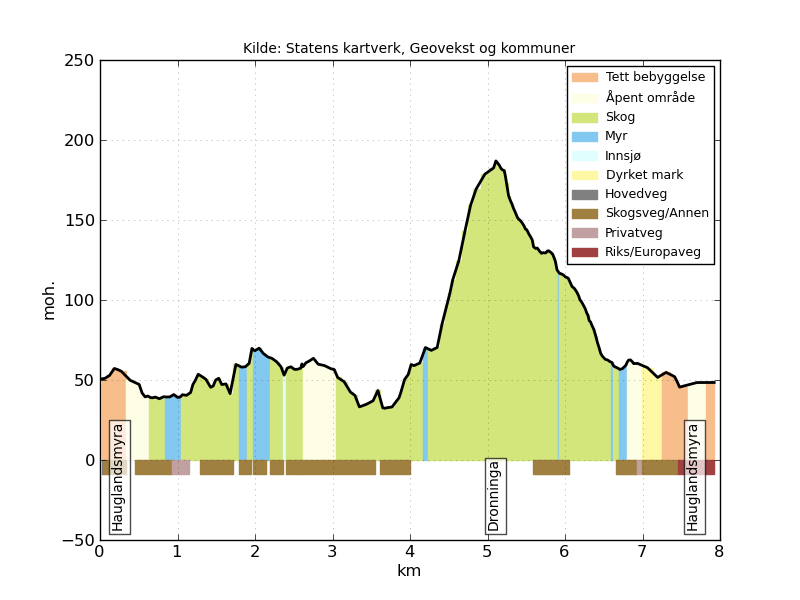 Kilde: Statens kartverk, Geovekst og kommuner
250
200
150
100
50
0
−50
moh.
Tett bebyggelse
Åpent område
Skog
Myr
Innsjø
Dyrket mark
Hovedveg
Skogsveg/Annen
Privatveg
Riks/Europaveg
Hauglandsmyra
Dronninga
Hauglandsmyra
0 1 2 3 4 5 6 7 8
km